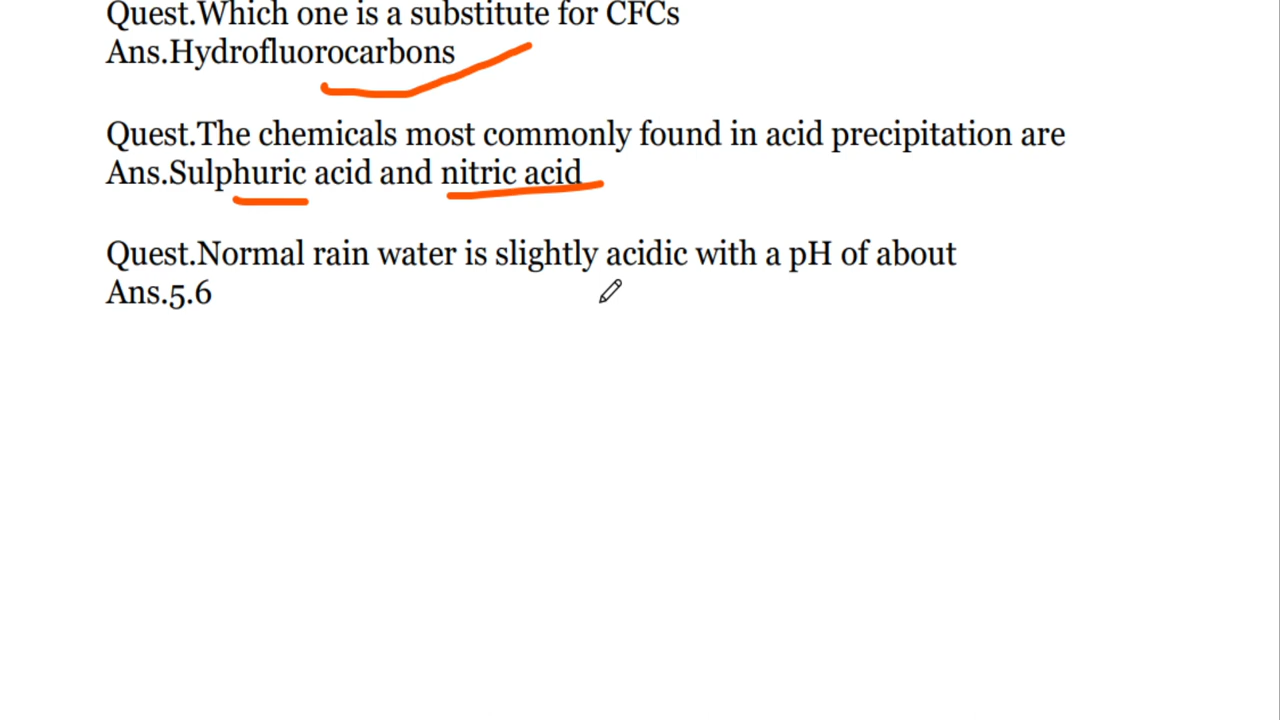 Quest.Which one is a substitute for CFCs
Ans.Hydrofluorocarbons
Quest.The chemicals most commonly found in acid precipitation are
Ans.Sulphuric acid and nitric acid
Quest.Normal rain water is slightly acidic with a pH of about
Ans.5.6